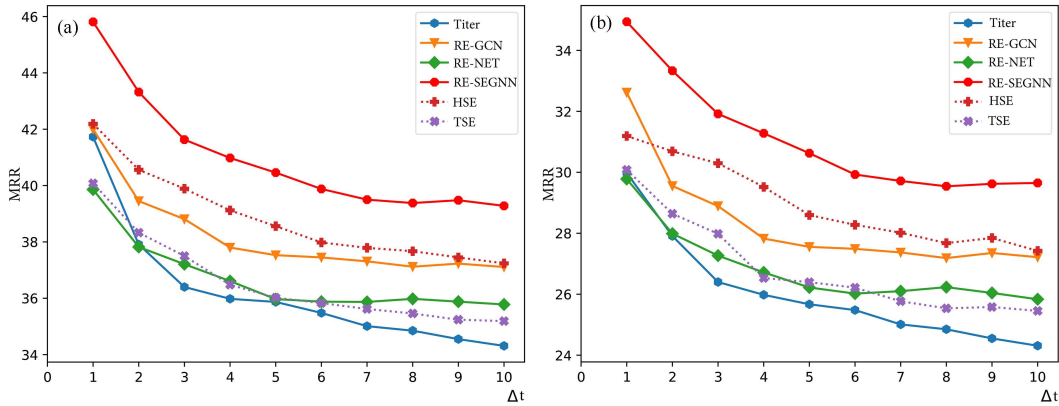 (a)
46
44
42
40
38
36
34
MRR
0 1 2 3 4 5 6 7 8 9 10
Δt
Titer
RE-GCN
RE-NET
RE-SEGNN
HSE
TSE
(b)
34
32
30
28
26
24
MRR
0 1 2 3 4 5 6 7 8 9 10
Δt
Titer
RE-GCN
RE-NET
RE-SEGNN
HSE
TSE